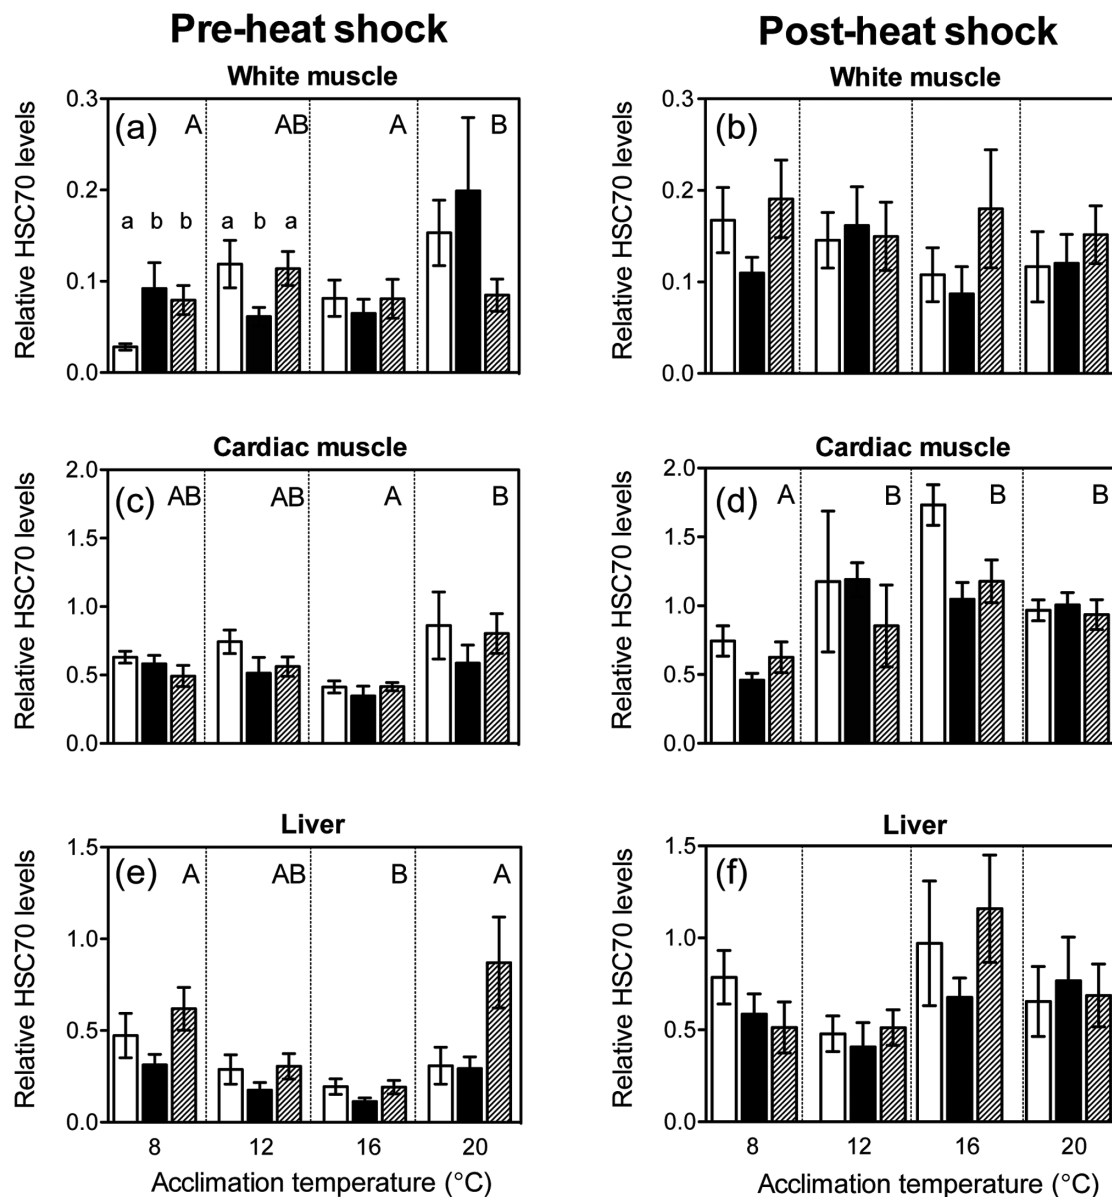 Pre-heat shock
Post-heat shock
White muscle
Relative HSC70 levels
0.3
0.2
0.1
0.0
(a)
A
AB
A
B
a b b
a b a
White muscle
Relative HSC70 levels
0.3
0.2
0.1
0.0
(b)
Cardiac muscle
Relative HSC70 levels
2.0
1.5
1.0
0.5
0.0
(c)
AB
AB
A
B
Cardiac muscle
Relative HSC70 levels
2.0
1.5
1.0
0.5
0.0
(d)
A
B
B
B
Liver
Relative HSC70 levels
1.5
1.0
0.5
0.0
(e)
A
AB
B
A
8 12 16 20
Acclimation temperature (°C)
Liver
Relative HSC70 levels
1.5
1.0
0.5
0.0
(f)
8 12 16 20
Acclimation temperature (°C)